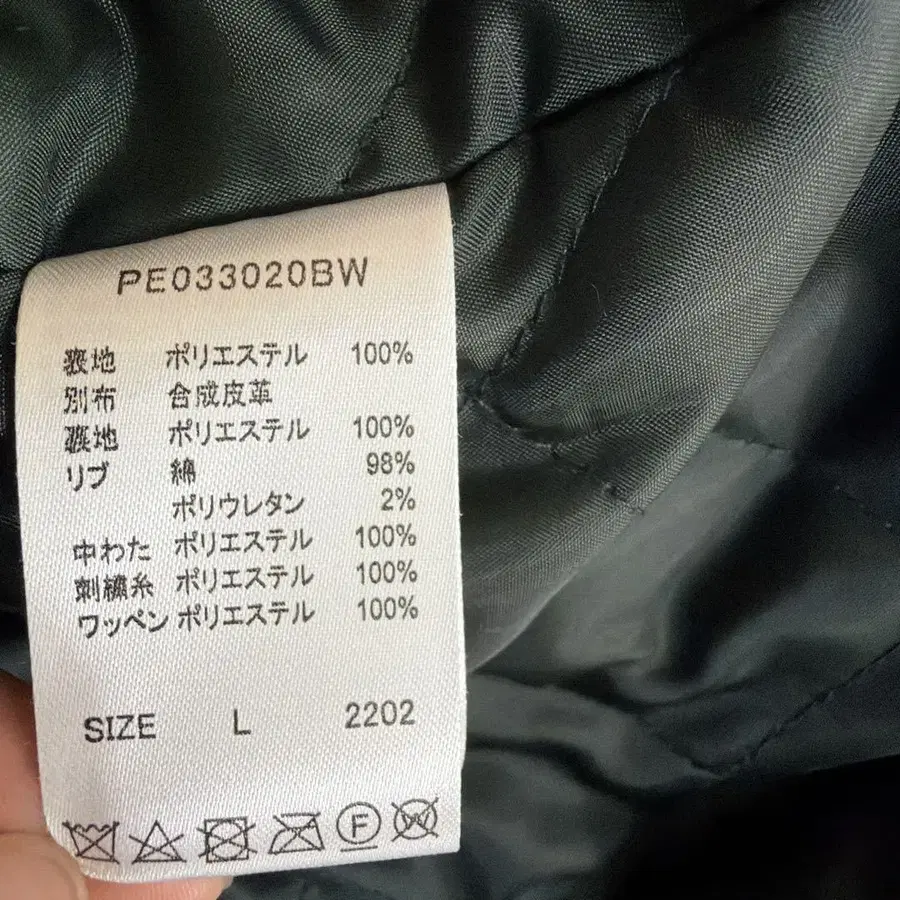 PE033020BW
表地 ポリエステル 100%
別布 合成皮革
裏地 ポリエステル 100%
リブ 綿 98%
ポリウレタン 2%
中わた ポリエステル 100%
刺繍糸 ポリエステル 100%
ワッペン ポリエステル 100%
SIZE L 2202
F W